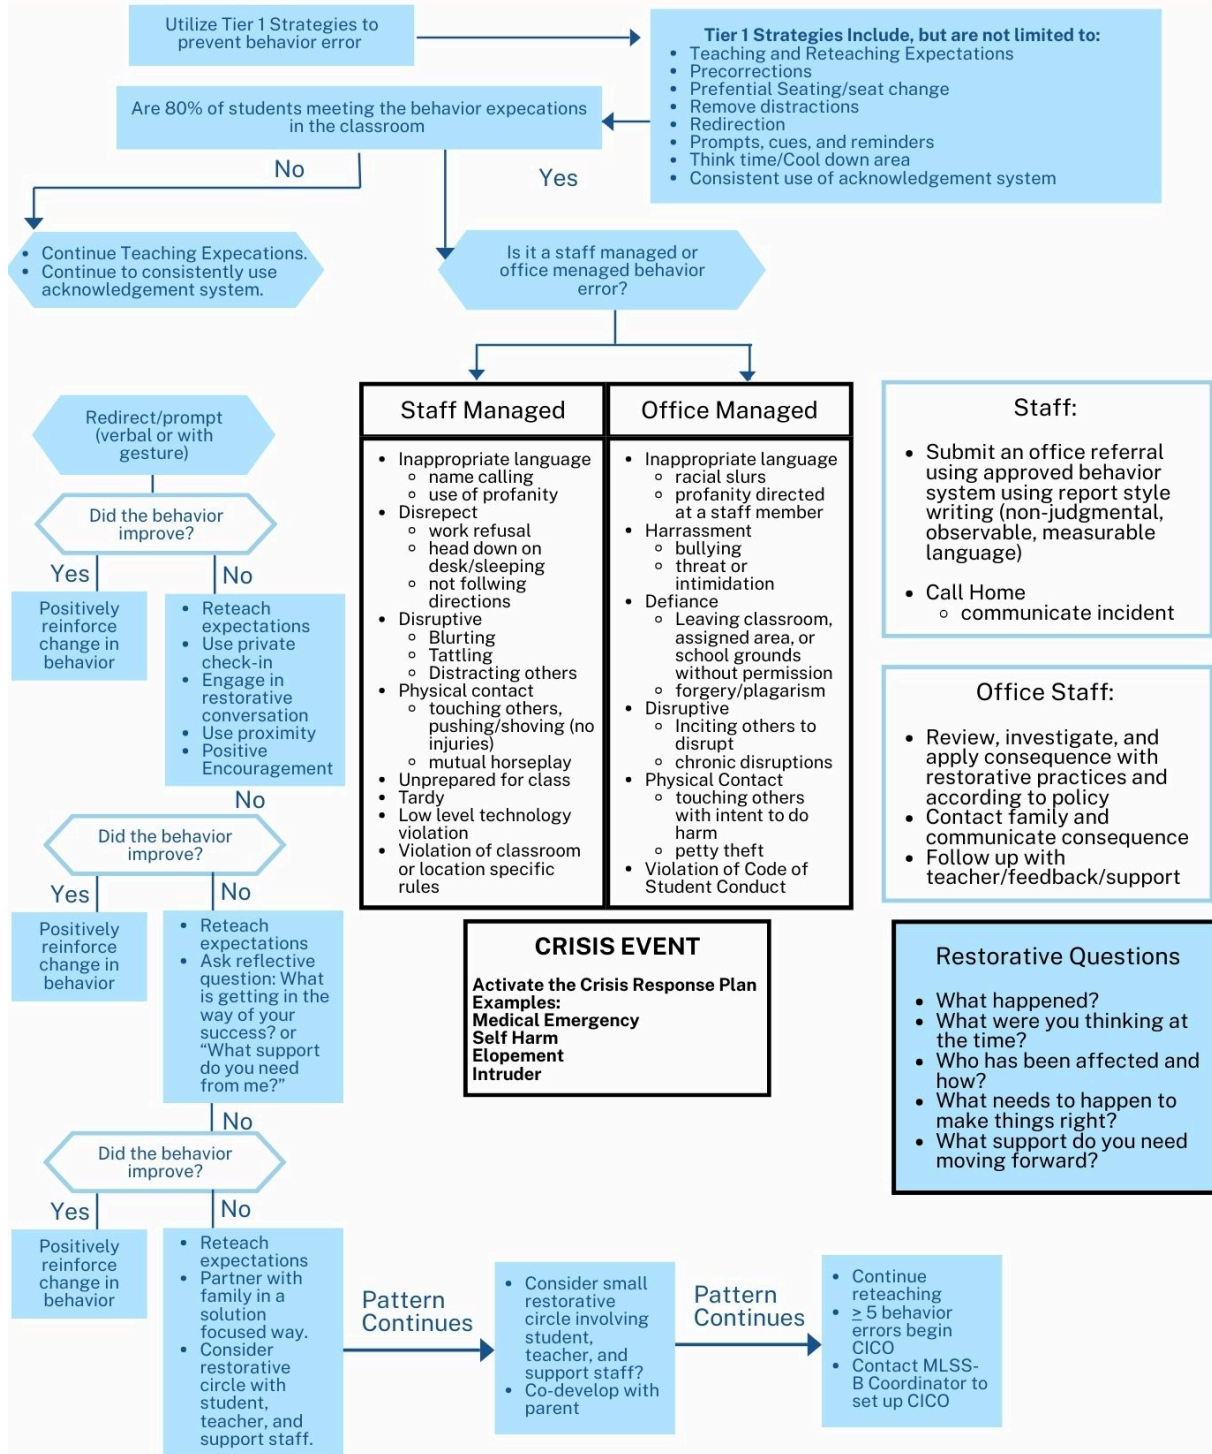 Utilize Tier 1 Strategies to
prevent behavior error
Tier 1 Strategies Include, but are not limited to:
• Teaching and Reteaching Expectations
• Precorrections
• Prefential Seating/seat change
• Remove distractions
• Redirection
• Prompts, cues, and reminders
• Think time/Cool down area
• Consistent use of acknowledgement system
Are 80% of students meeting the behavior expecations
in the classroom
No
Yes
• Continue Teaching Expecations.
• Continue to consistently use
acknowledgement system.
Is it a staff managed or
office menaged behavior
error?
Redirect/prompt
(verbal or with
gesture)
Did the behavior
improve?
Yes
No
Positively
reinforce
change in
behavior
• Reteach
expectations
• Use private
check-in
• Engage in
restorative
conversation
• Use proximity
• Positive
Encouragement
No
Did the behavior
improve?
Yes
No
Positively
reinforce
change in
behavior
• Reteach
expectations
• Ask reflective
question: What
is getting in the
way of your
success? or
“What support
do you need
from me?”
No
Did the behavior
improve?
Yes
No
Positively
reinforce
change in
behavior
• Reteach
expectations
• Partner with
family in a
solution
focused way.
• Consider
restorative
circle with
student,
teacher, and
support staff.
Pattern
Continues
• Consider small
restorative
circle involving
student,
teacher, and
support staff?
• Co-develop with
parent
Pattern
Continues
• Continue
reteaching
• ≥ 5 behavior
errors begin
CICO
• Contact MLSS-
B Coordinator to
set up CICO
Staff Managed
• Inappropriate language
◦ name calling
◦ use of profanity
• Disrepect
◦ work refusal
◦ head down on
desk/sleeping
◦ not follwing
directions
• Disruptive
◦ Blurting
◦ Tattling
◦ Distracting others
• Physical contact
◦ touching others,
pushing/shoving (no
injuries)
◦ mutual horseplay
• Unprepared for class
• Tardy
• Low level technology
violation
• Violation of classroom
or location specific
rules
Office Managed
• Inappropriate language
◦ racial slurs
◦ profanity directed
at a staff member
• Harrassment
◦ bullying
◦ threat or
intimidation
• Defiance
◦ Leaving classroom,
assigned area, or
school grounds
without permission
◦ forgery/plagarism
• Disruptive
◦ Inciting others to
disrupt
◦ chronic disruptions
• Physical Contact
◦ touching others
with intent to do
harm
◦ petty theft
• Violation of Code of
Student Conduct
CRISIS EVENT
Activate the Crisis Response Plan
Examples:
Medical Emergency
Self Harm
Elopement
Intruder
Staff:
• Submit an office referral
using approved behavior
system using report style
writing (non-judgmental,
observable, measurable
language)
• Call Home
◦ communicate incident
Office Staff:
• Review, investigate, and
apply consequence with
restorative practices and
according to policy
• Contact family and
communicate consequence
• Follow up with
teacher/feedback/support
Restorative Questions
• What happened?
• What were you thinking at
the time?
• Who has been affected and
how?
• What needs to happen to
make things right?
• What support do you need
moving forward?